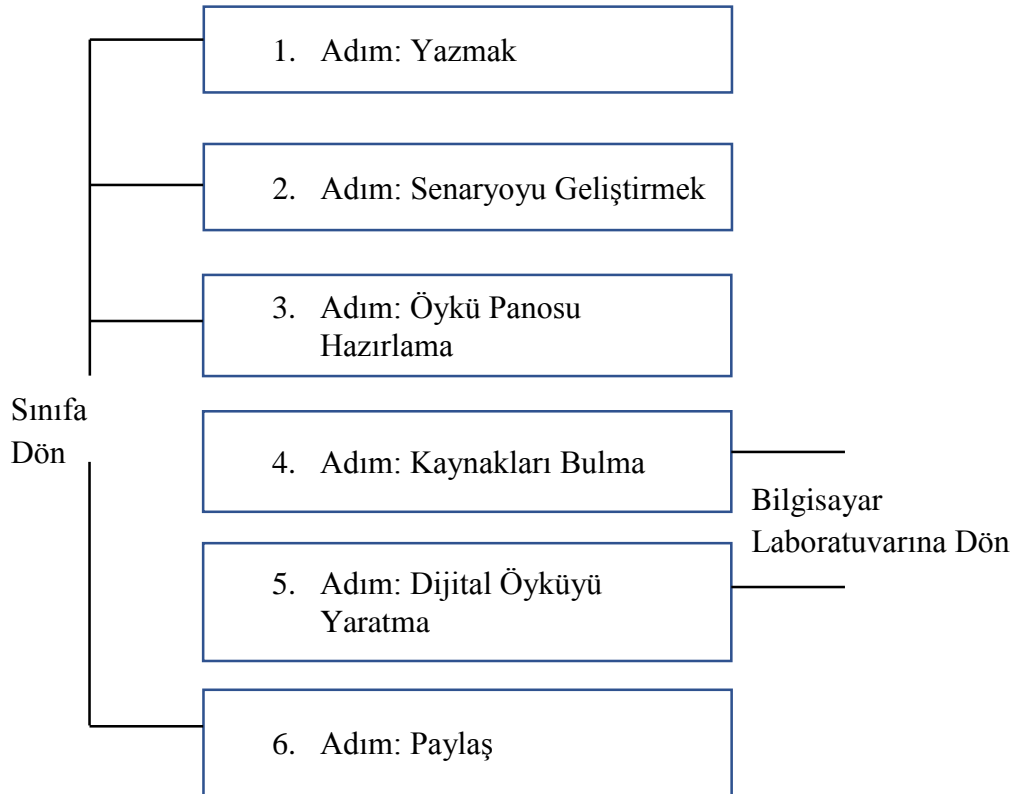 1. Adım: Yazmak
2. Adım: Senaryoyu Geliştirmek
3. Adım: Öykü Panosu
Hazırlama
Sınıfa
Dön
4. Adım: Kaynakları Bulma
Bilgisayar
Laboratuvarına Dön
5. Adım: Dijital Öyküyü
Yaratma
6. Adım: Paylaş